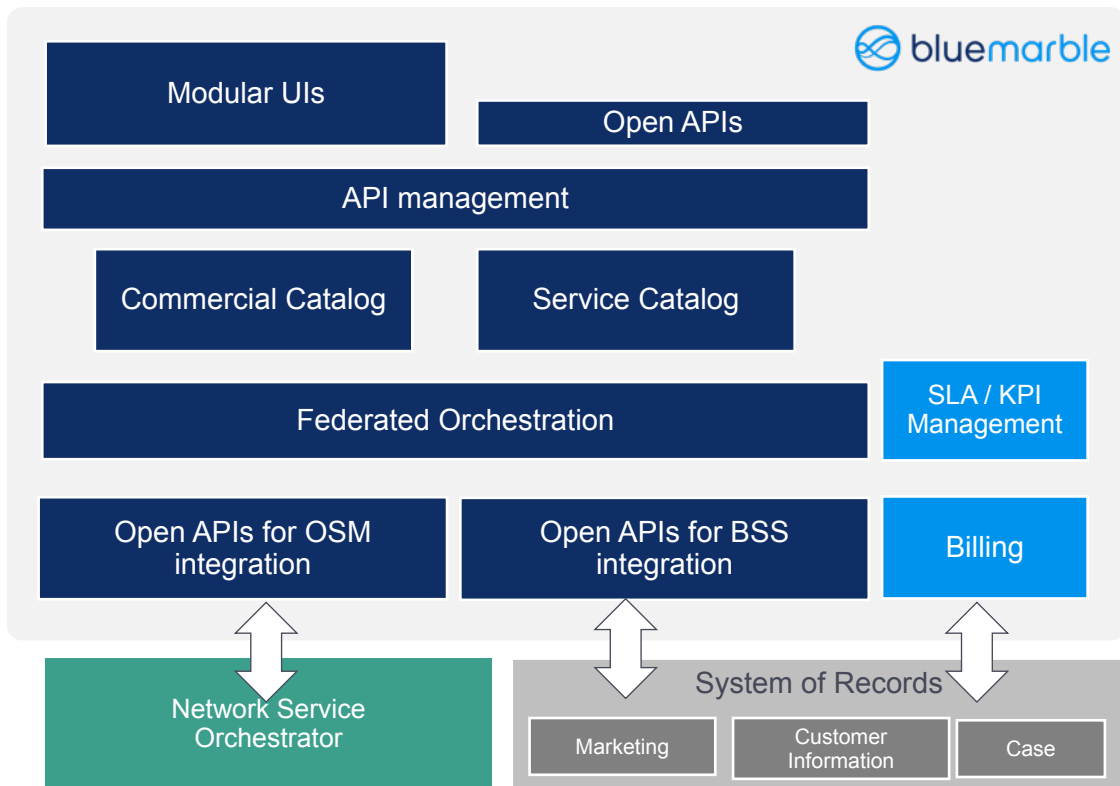 bluemarble
Modular UIs
Open APIs
API management
Commercial Catalog
Service Catalog
Federated Orchestration
SLA / KPI
Management
Open APIs for OSM
integration
Open APIs for BSS
integration
Billing
Network Service
Orchestrator
System of Records
Marketing
Customer
Information
Case